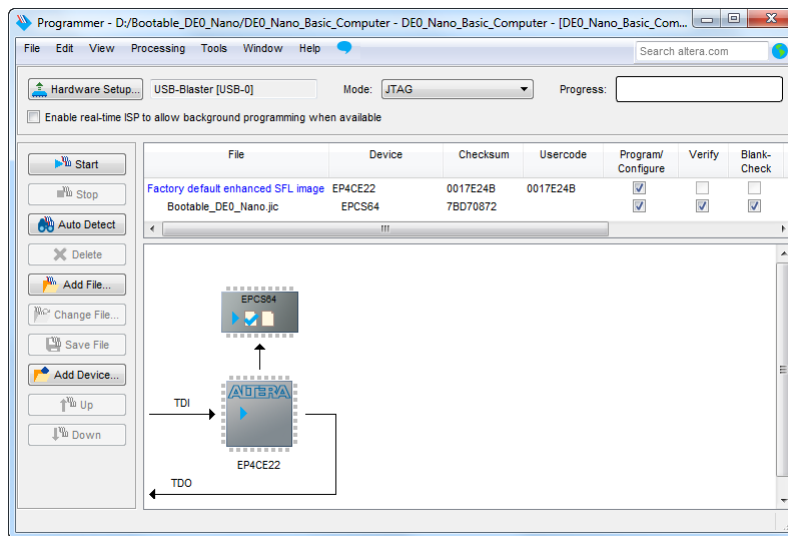 Programmer - D:/Bootable_DE0_Nano/DE0_Nano_Basic_Computer - DE0_Nano_Basic_Computer - [DE0_Nano_Basic_Com...
File Edit View Processing Tools Window Help
Search altera.com
Hardware Setup... USB-Blaster [USB-0] Mode: JTAG Progress:
Enable real-time ISP to allow background programming when available
Start
Stop
Auto Detect
Delete
Add File...
Change File...
Save File
Add Device...
Up
Down
File Device Checksum Usercode Program/ Configure Verify Blank- Check
Factory default enhanced SFL image EP4CE22 0017E24B 0017E24B
Bootable_DE0_Nano.jic EPCS64 7BD70872
EPCS64
ALTERA
TDI
EP4CE22
TDO